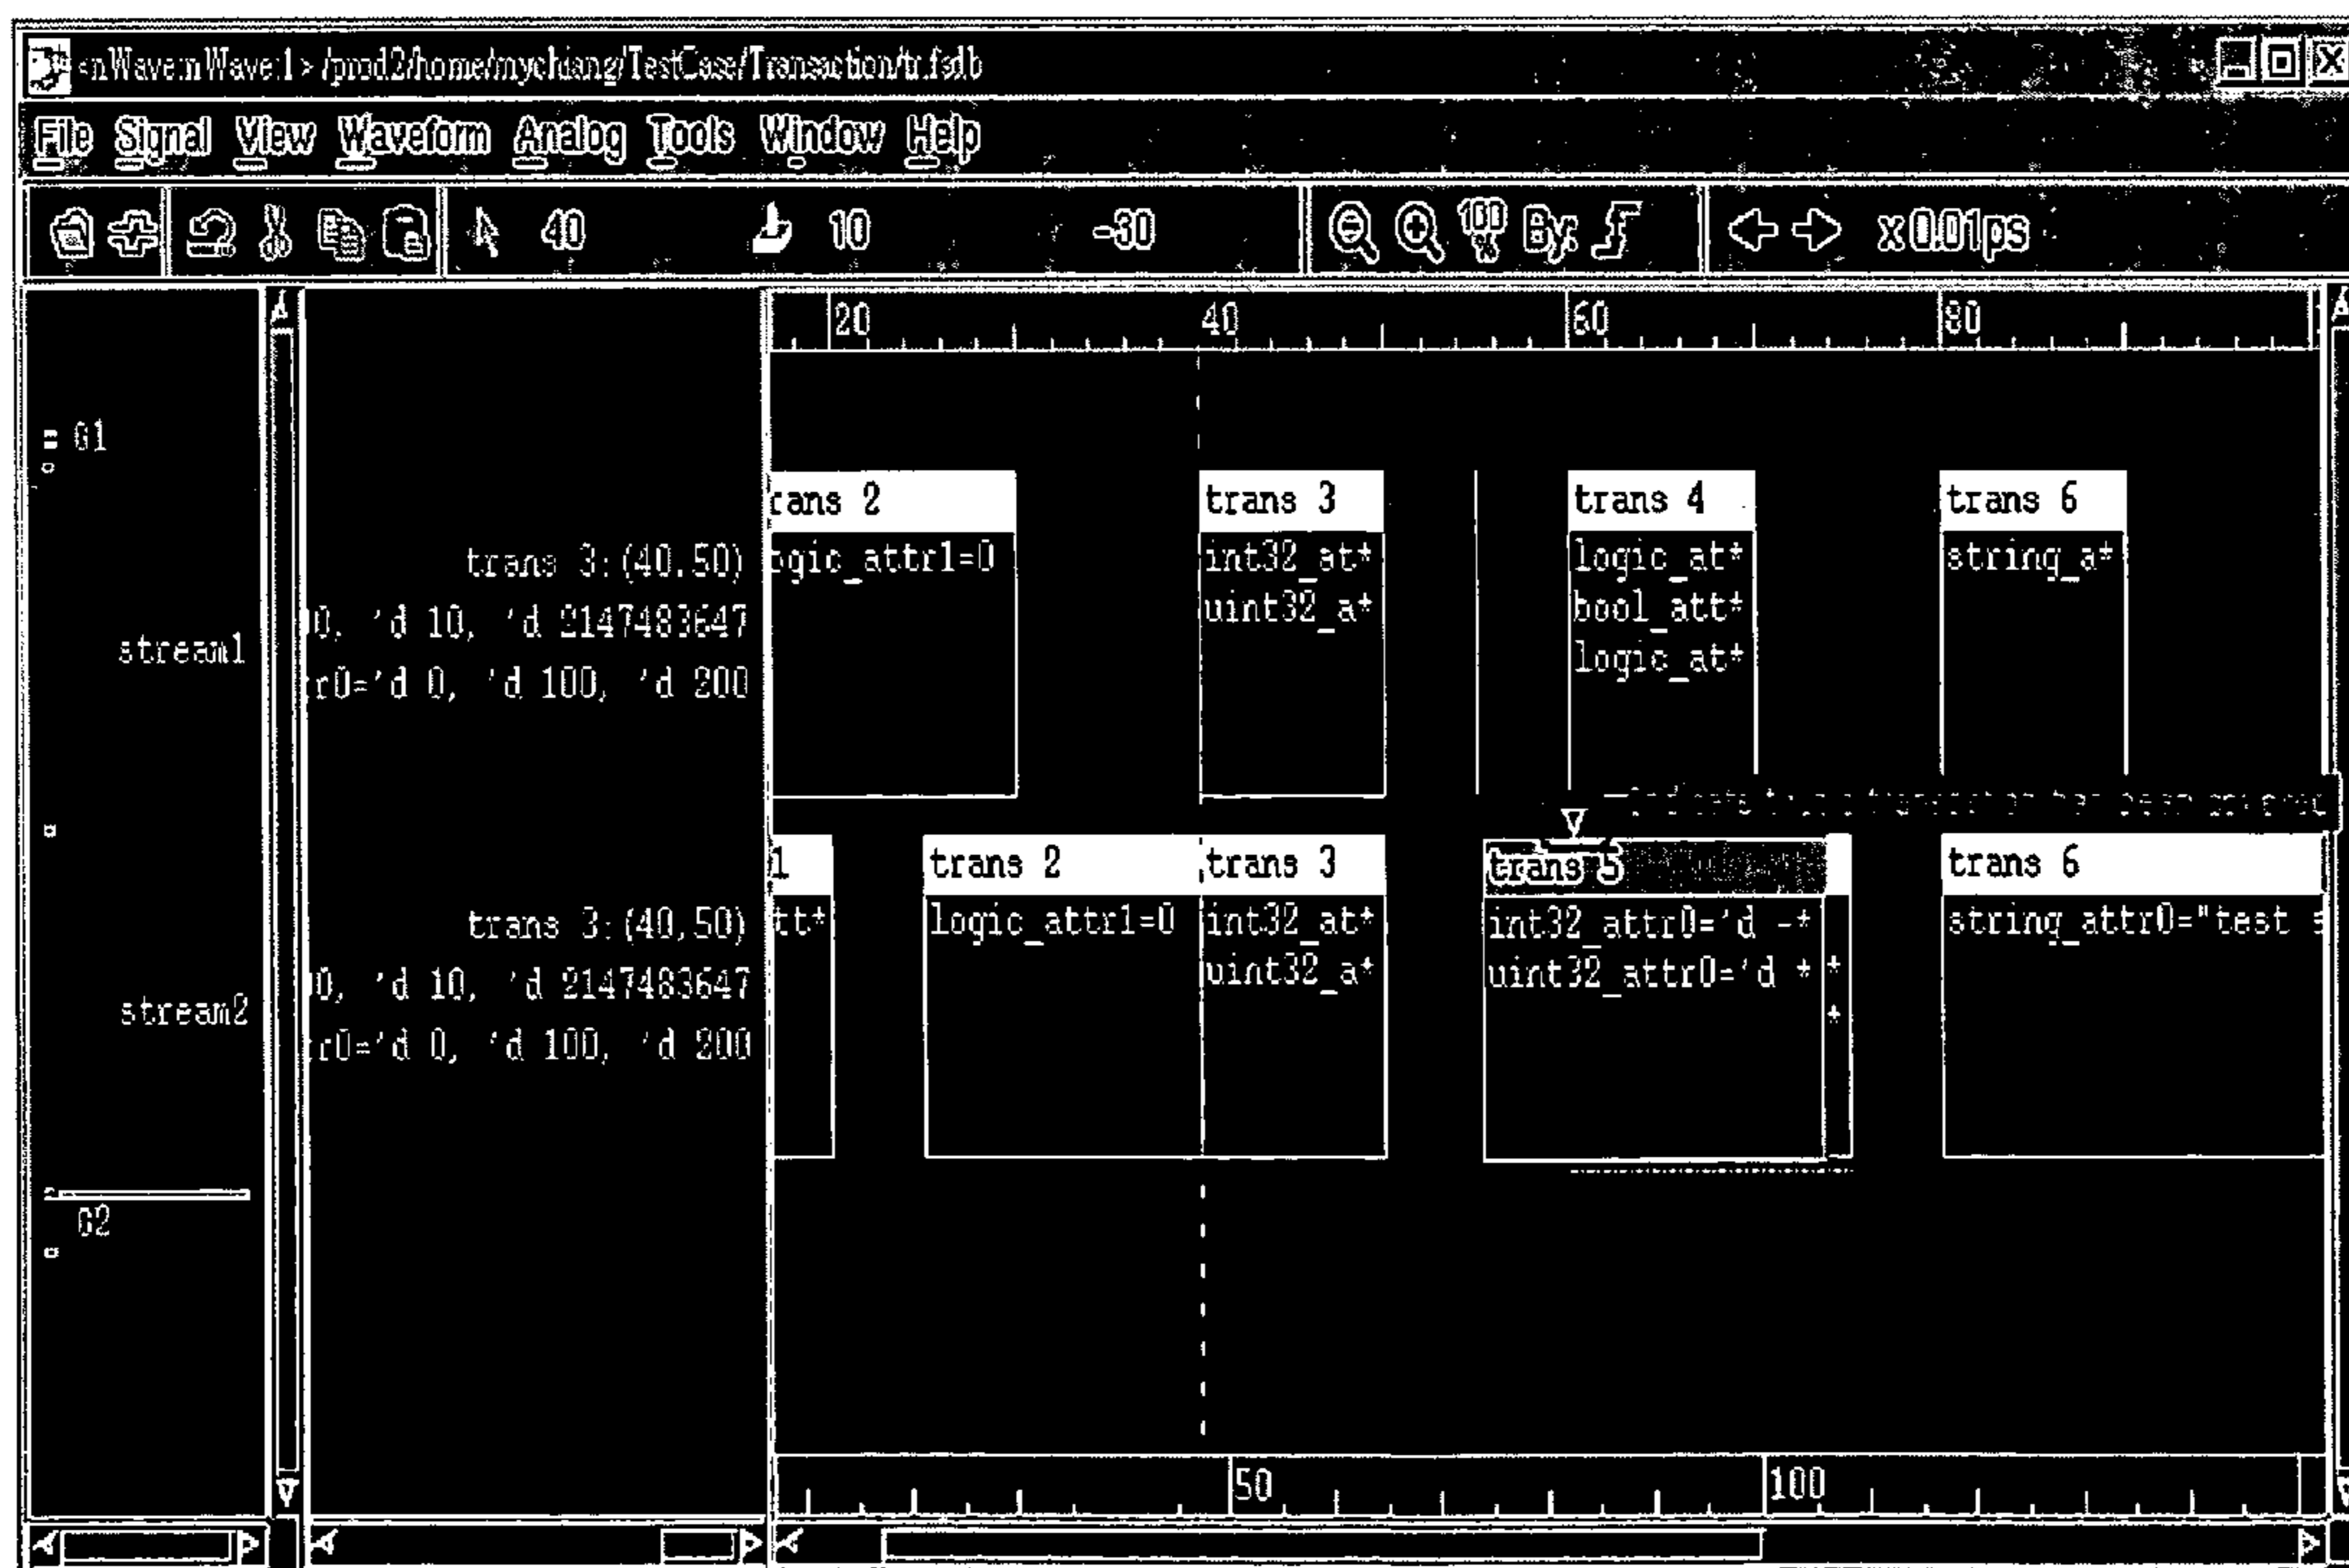 <nWave:nWave:1> /prod2/home/mychiang/TestCase/Transaction/tr.fsdb
File Signal View Waveform Analog Tools Window Help
40 10 -30 100 % By: x 0.01ps
20 40 60 80
G1
rans 2 trans 3 trans 4 trans 6
trans 3:(40,50) ogic_attr1=0 int32_at* logic_at* string_a*
0, 'd 10, 'd 2147483647 uint32_a* bool_att*
stream1 logic_at*
r0='d 0, 'd 100, 'd 200
1 trans 2 trans 3 trans 5 trans 6
trans 3:(40,50) tt* logic_attr1=0 int32_at* int32_attr0='d -* string_attr0="test s
0, 'd 10, 'd 2147483647 uint32_a* uint32_attr0='d * *
stream2 *
r0='d 0, 'd 100, 'd 200
G2
50 100